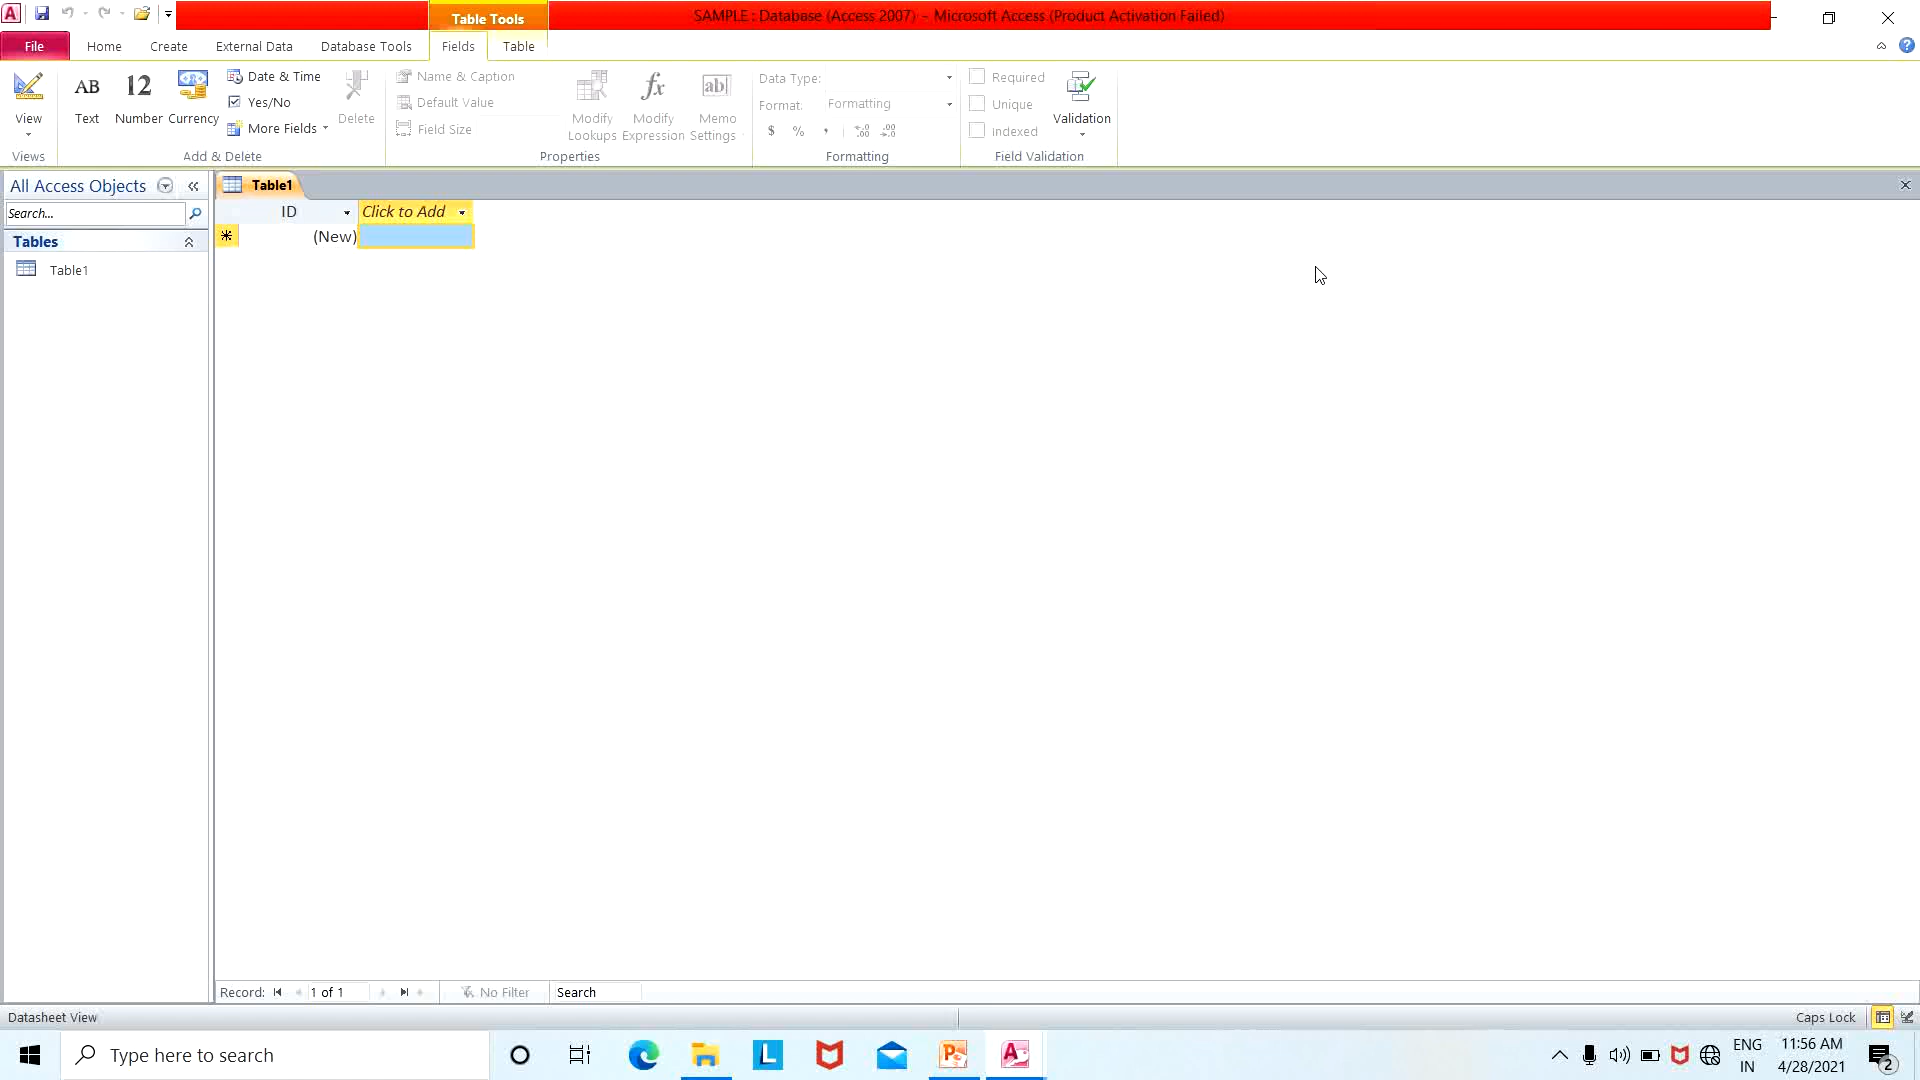 Table Tools
SAMPLE : Database (Access 2007) - Microsoft Access (Product Activation Failed)
File Home Create External Data Database Tools Fields Table
View
Views
AB
Text
12
Number
Currency
Date & Time
Yes/No
More Fields
Delete
Add & Delete
Name & Caption
Default Value
Field Size
Modify
Lookups
fx
Modify
Expression
ab
Memo
Settings
Properties
Data Type:
Format: Formatting
$ % , .00 .00
Formatting
Required
Unique
Indexed
Validation
Field Validation
All Access Objects
Search...
Tables
Table1
Table1
ID Click to Add
(New)
Record: 1 of 1 No Filter Search
Datasheet View
Caps Lock
Type here to search
ENG
IN
11:56 AM
4/28/2021
2